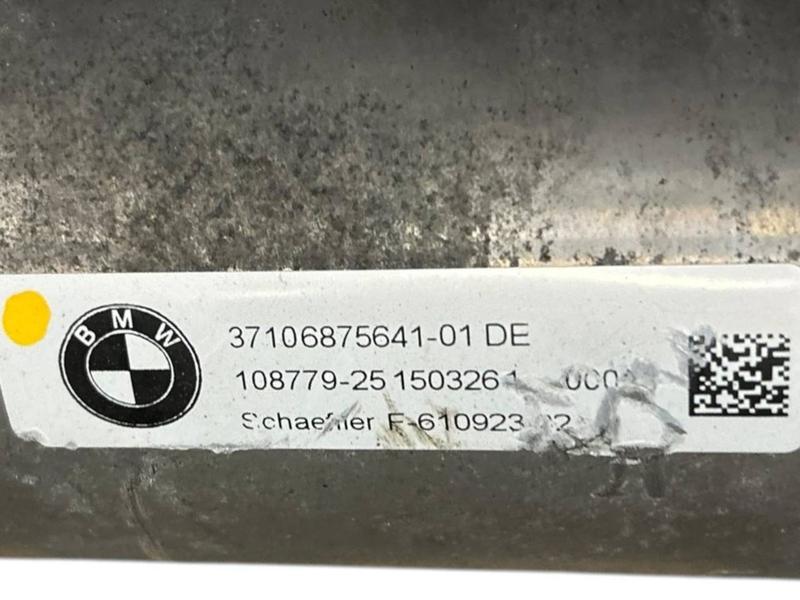 BMW
37106875641-01 DE
108779-25 150326
Schaeffler F-610923